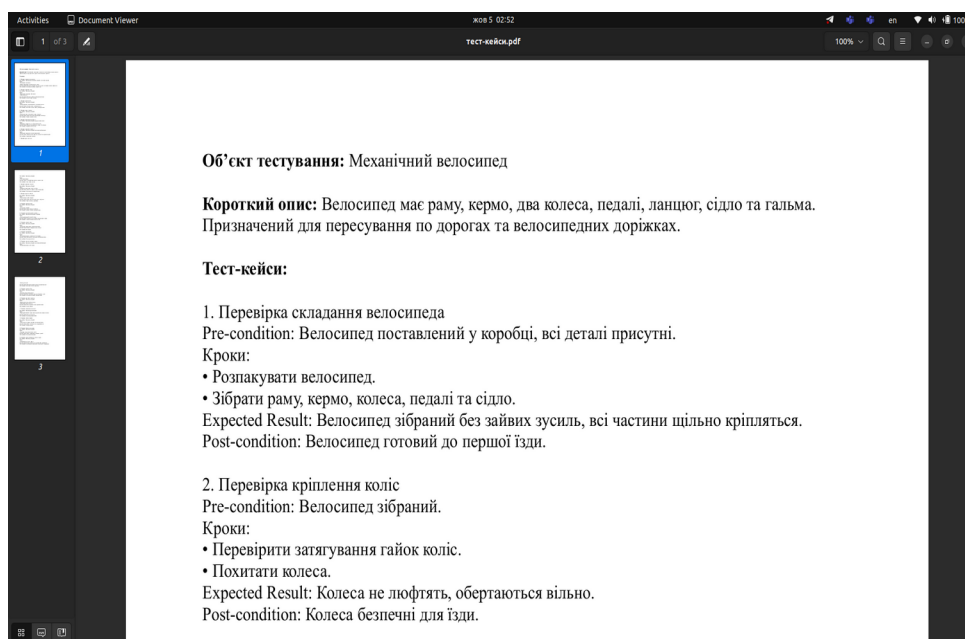 Activities Document Viewer жов 5 02:52 en 100
1 of 3 тест-кейси.pdf 100%
Об’єкт тестування: Механічний велосипед
Короткий опис: Велосипед має раму, кермо, два колеса, педалі, ланцюг, сідло та гальма.
Призначений для пересування по дорогах та велосипедних доріжках.
Тест-кейси:
1. Перевірка складання велосипеда
Pre-condition: Велосипед поставлений у коробці, всі деталі присутні.
Кроки:
• Розпакувати велосипед.
• Зібрати раму, кермо, колеса, педалі та сідло.
Expected Result: Велосипед зібраний без зайвих зусиль, всі частини щільно кріпляться.
Post-condition: Велосипед готовий до першої їзди.
2. Перевірка кріплення коліс
Pre-condition: Велосипед зібраний.
Кроки:
• Перевірити затягування гайок коліс.
• Похитати колеса.
Expected Result: Колеса не люфтять, обертаються вільно.
Post-condition: Колеса безпечні для їзди.
1
2
3